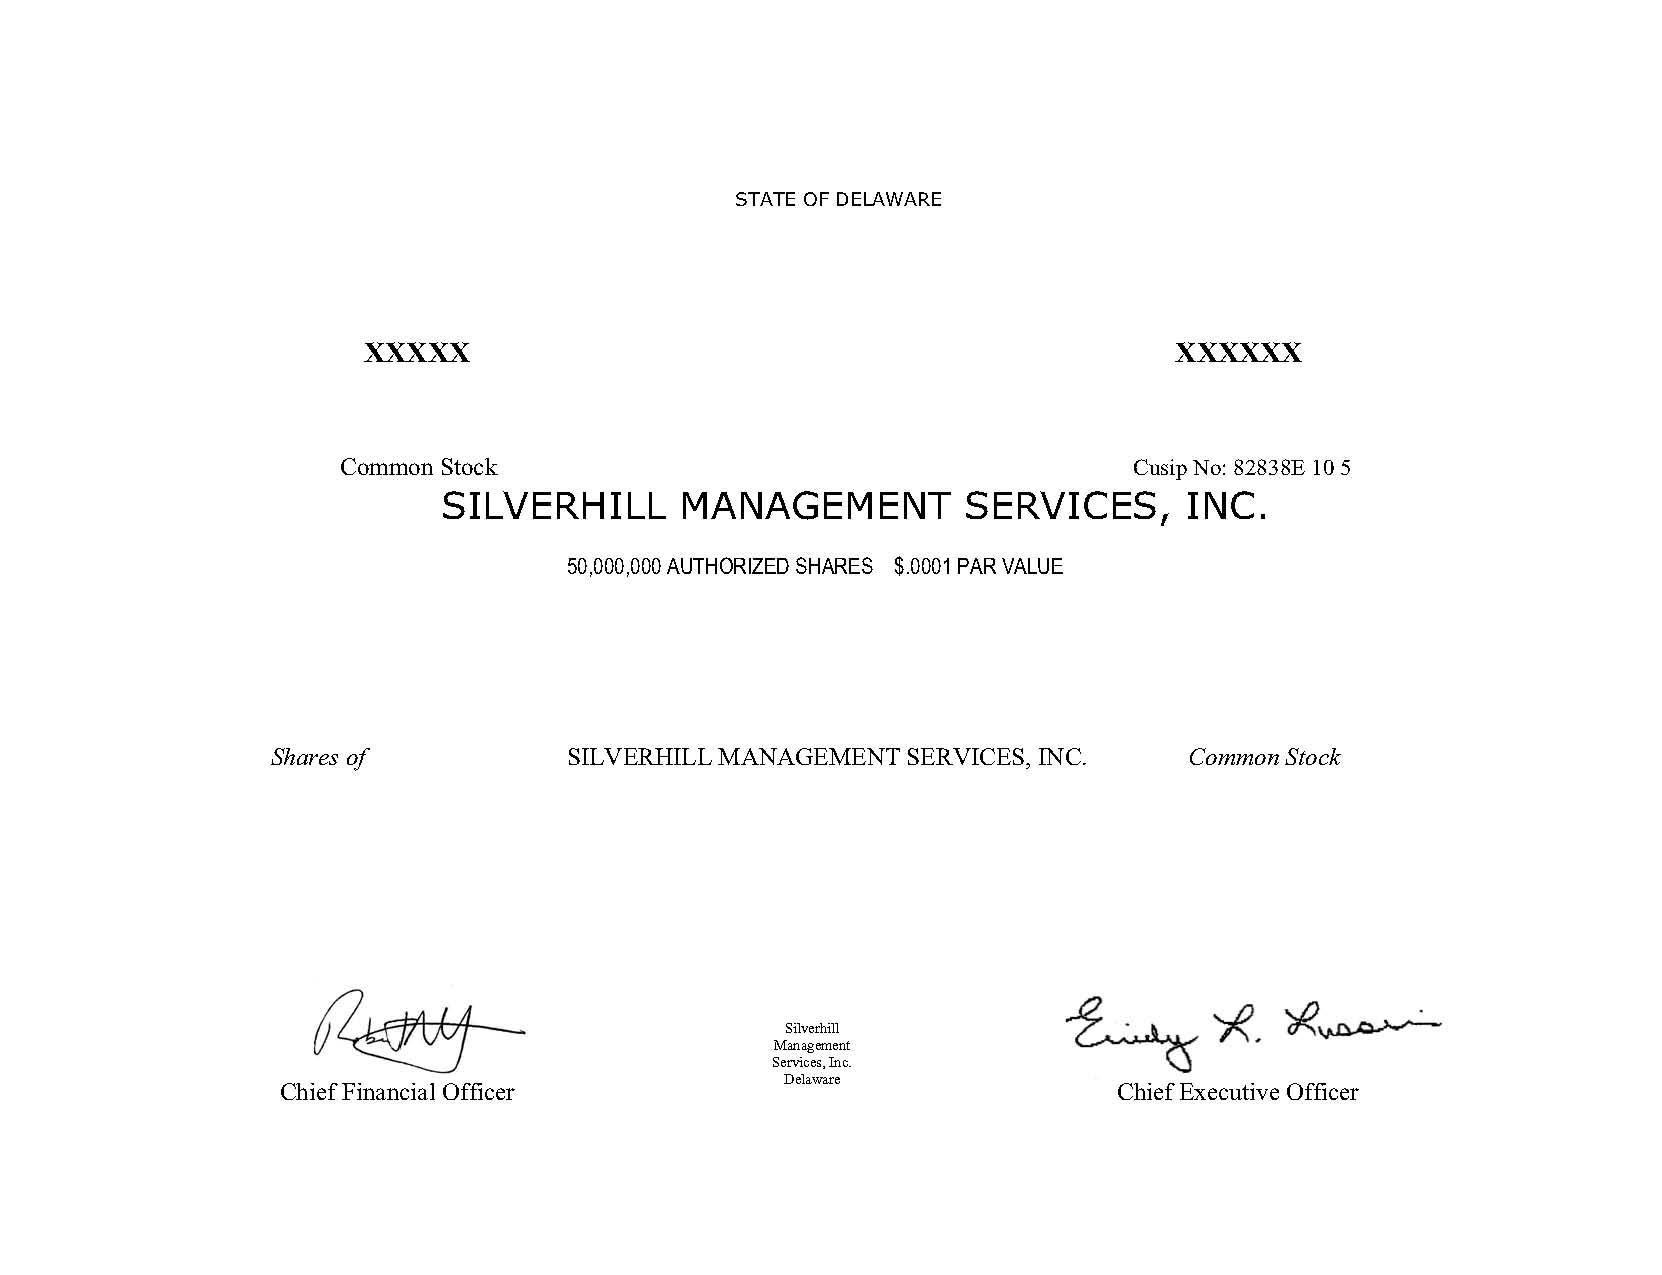 STATE OF DELAWARE
XXXXX XXXXXX
Common Stock Cusip No: 82838E 10 5
SILVERHILL MANAGEMENT SERVICES, INC.
50,000,000 AUTHORIZED SHARES $.0001 PAR VALUE
Shares of SILVERHILL MANAGEMENT SERVICES, INC. Common Stock
Silverhill
Management
Services, Inc.
Delaware
Chief Financial Officer Chief Executive Officer